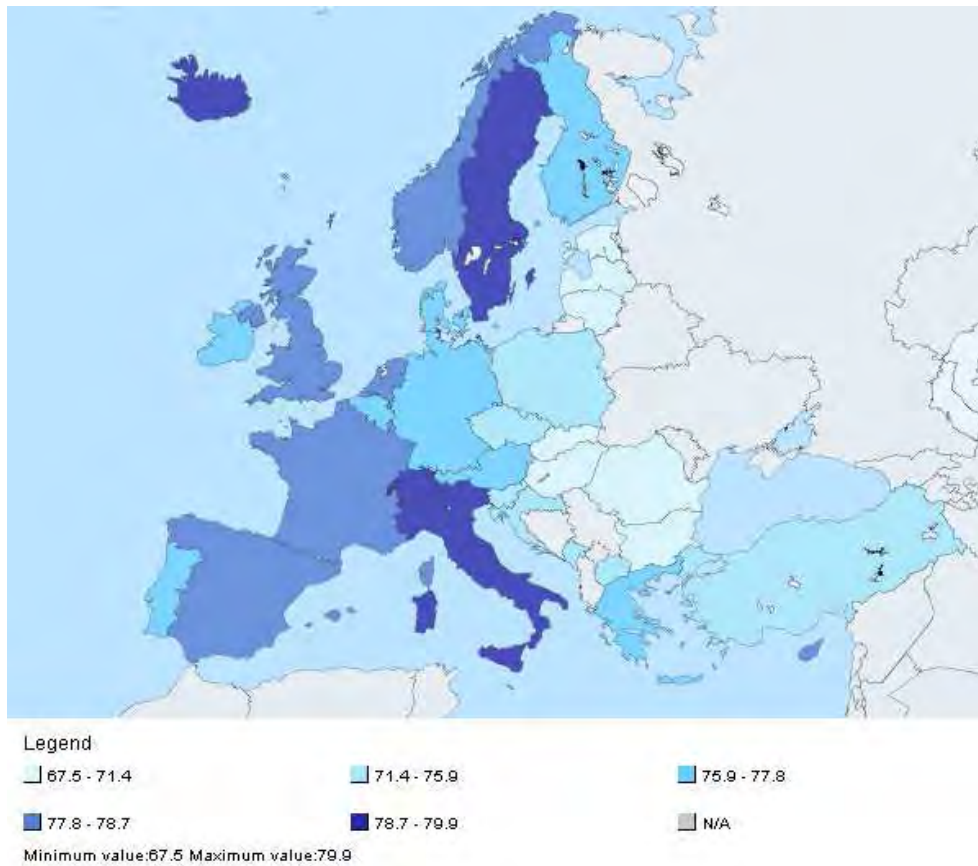 Legend
67.5 - 71.4 71.4 - 75.9 75.9 - 77.8
77.8 - 78.7 78.7 - 79.9 N/A
Minimum value:67.5 Maximum value:79.9